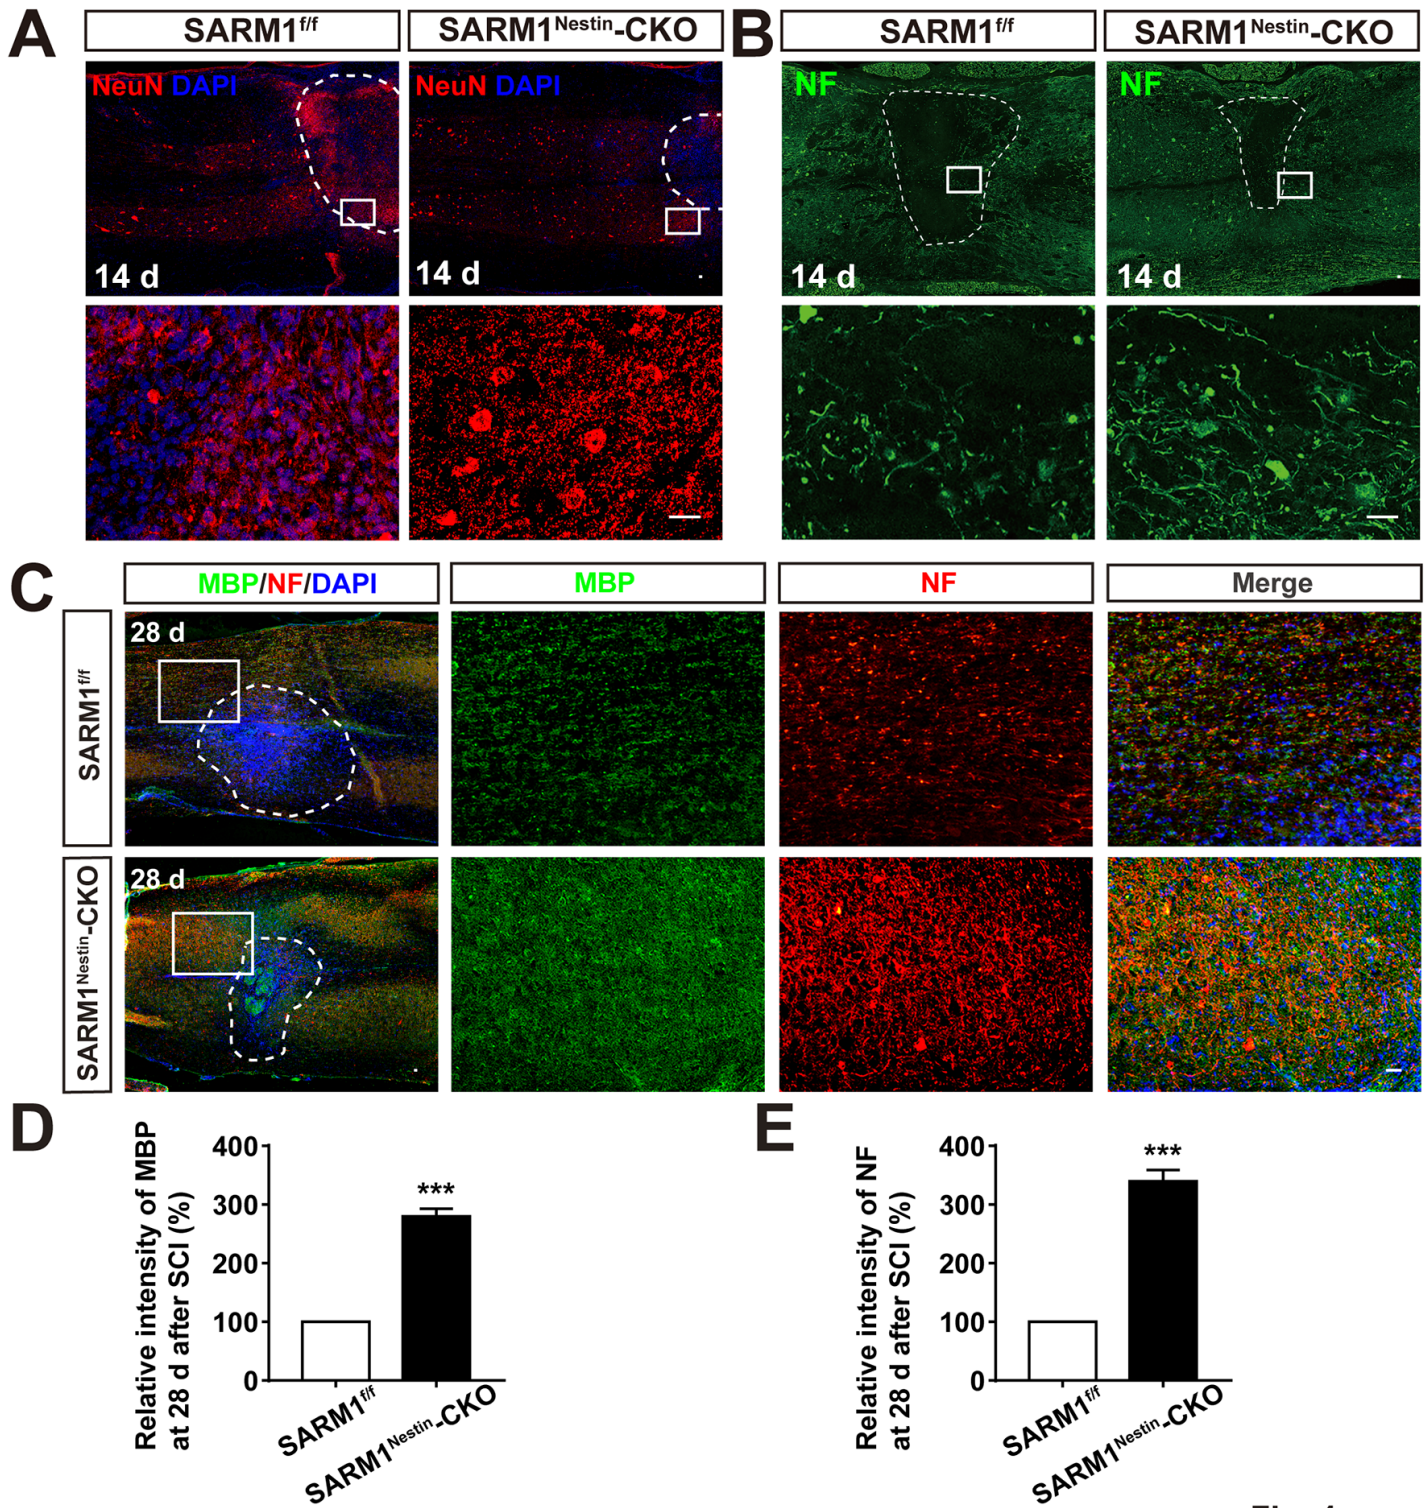 A
SARM1f/f
SARM1Nestin-CKO
B
SARM1f/f
SARM1Nestin-CKO
NeuN DAPI
NeuN DAPI
NF
NF
14 d
14 d
14 d
14 d
C
MBP/NF/DAPI
MBP
NF
Merge
SARM1f/f
28 d
SARM1Nestin-CKO
28 d
D
Relative intensity of MBP
at 28 d after SCI (%)
400
300
200
100
0
***
SARM1f/f
SARM1Nestin-CKO
E
Relative intensity of NF
at 28 d after SCI (%)
400
300
200
100
0
***
SARM1f/f
SARM1Nestin-CKO